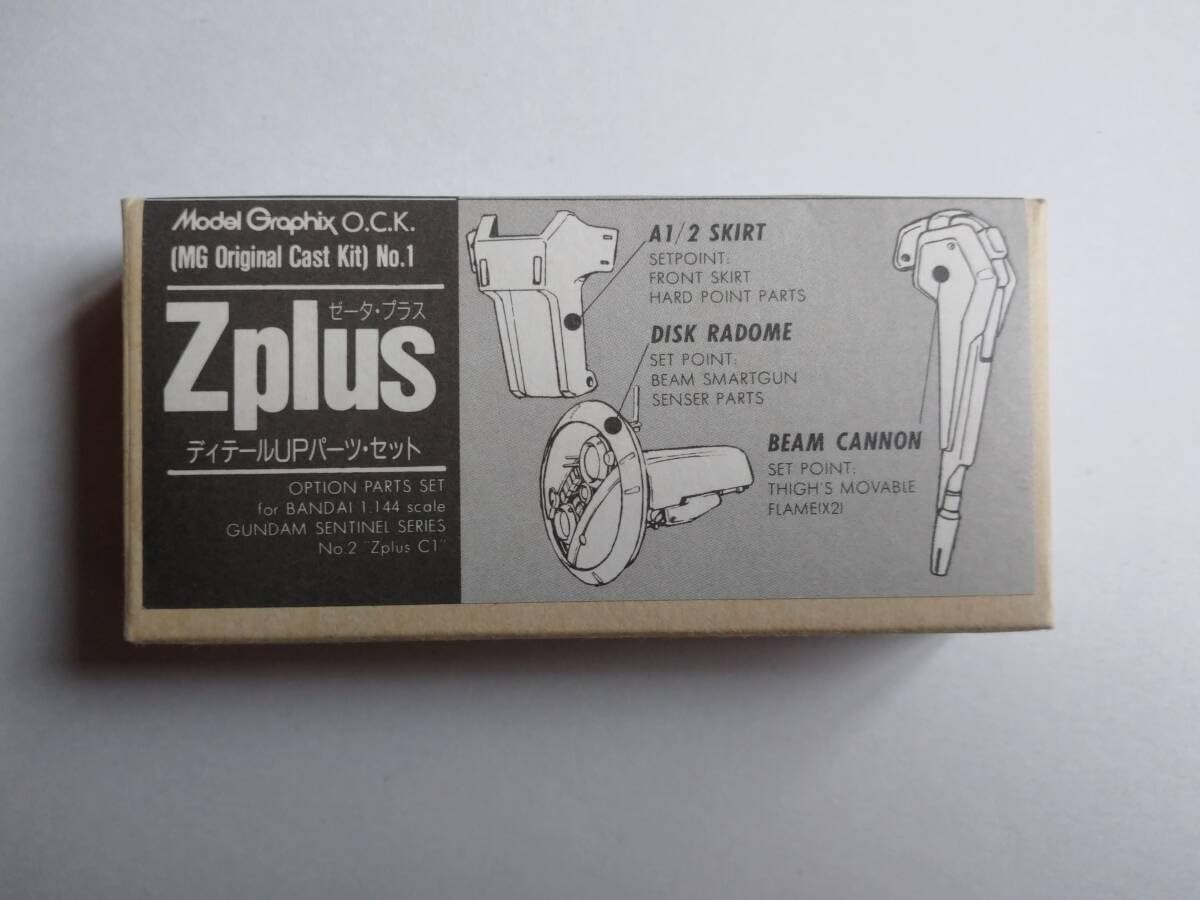 Model Graphix O.C.K.
(MG Original Cast Kit) No.1
ゼータ・プラス
Zplus
ディテールUPパーツ・セット
OPTION PARTS SET
for BANDAI 1:144 scale
GUNDAM SENTINEL SERIES
No.2 "Zplus C1"
A1/2 SKIRT
SETPOINT:
FRONT SKIRT
HARD POINT PARTS
DISK RADOME
SET POINT:
BEAM SMARTGUN
SENSER PARTS
BEAM CANNON
SET POINT:
THIGH'S MOVABLE
FLAME(X2)